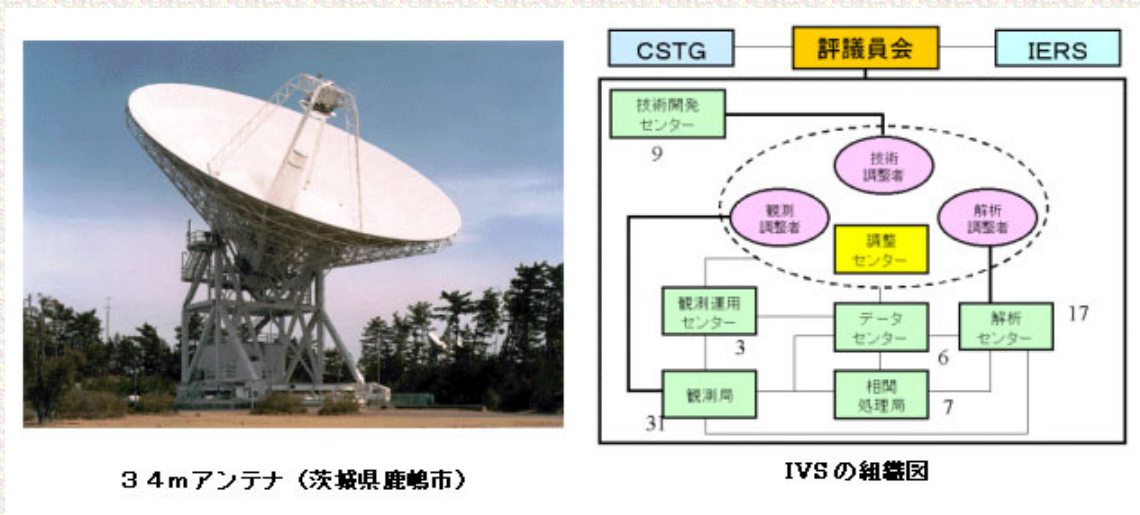 CSTG
評議員会
IERS
技術開発
センター
9
技術
調整者
観測
調整者
解析
調整者
調整
センター
観測運用
センター
3
データ
センター
6
解析
センター
17
観測局
31
相関
処理局
7
34mアンテナ（茨城県鹿嶋市）
IVSの組織図